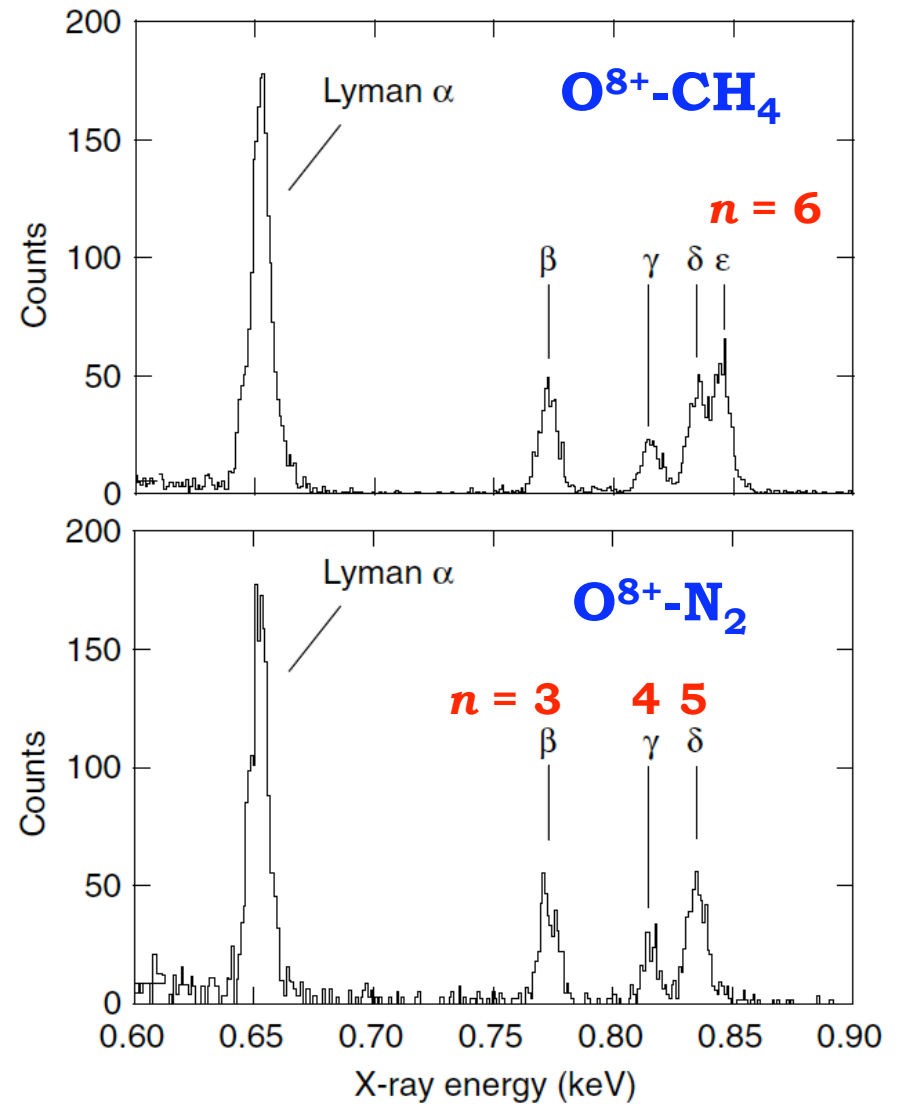 200
Lyman α
O⁸⁺-CH₄
150
n = 6
100
β γ δ ε
Counts
50
0
200
Lyman α
O⁸⁺-N₂
150
n = 3 4 5
β γ δ
100
Counts
50
0
0.60 0.65 0.70 0.75 0.80 0.85 0.90
X-ray energy (keV)